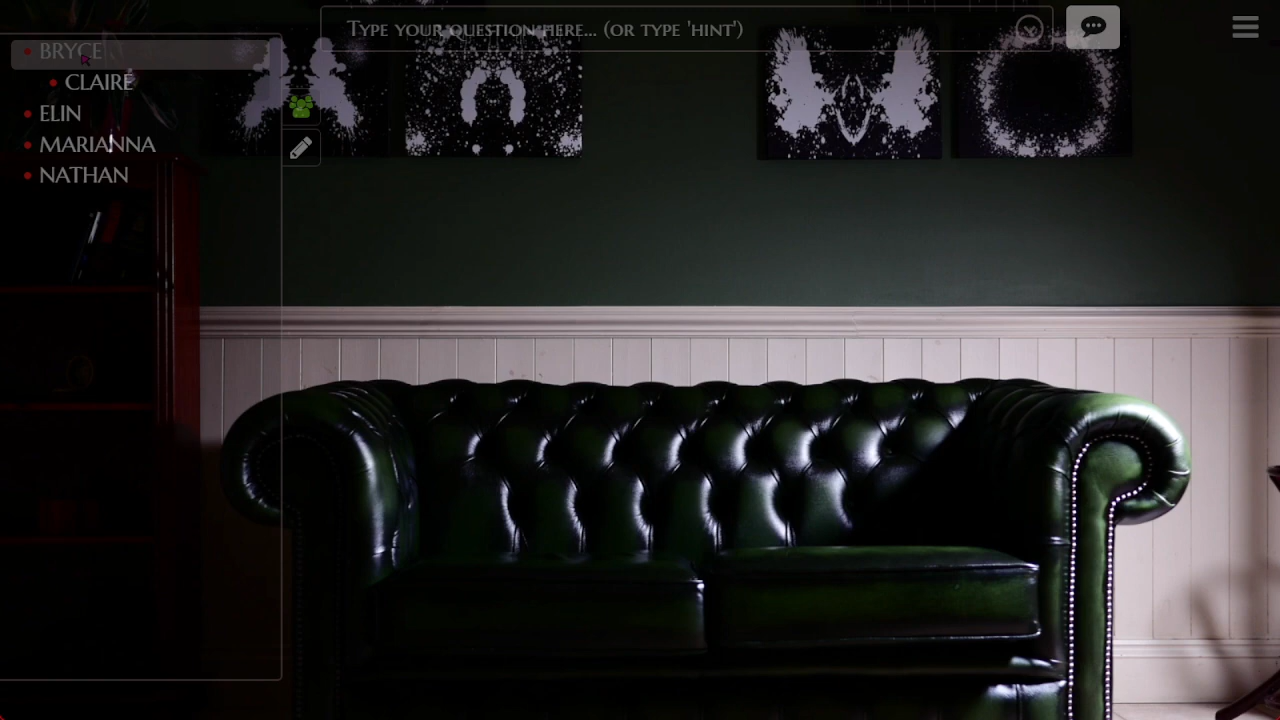 Type your question here... (or type 'hint')
BRYCE
CLAIRE
ELIN
MARIANNA
NATHAN